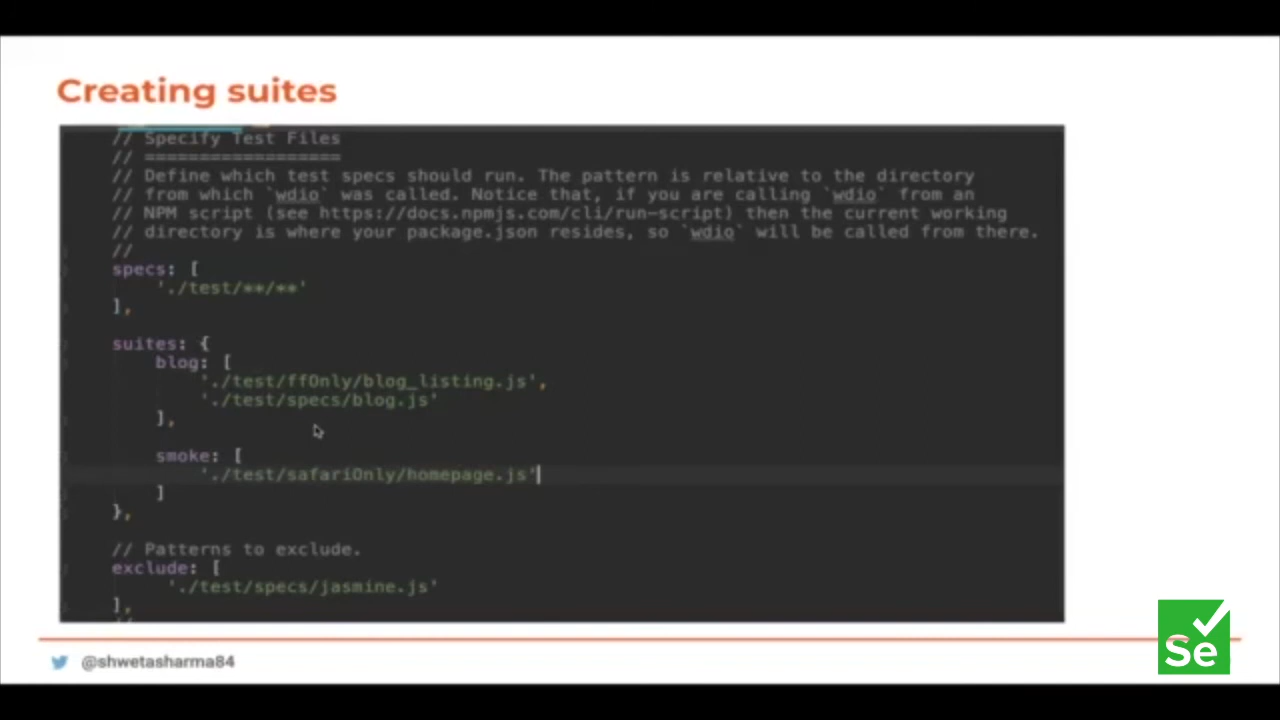 Creating suites
// Specify Test Files
// ==================
// Define which test specs should run. The pattern is relative to the directory
// from which `wdio` was called. Notice that, if you are calling `wdio` from an
// NPM script (see https://docs.npmjs.com/cli/run-script) then the current working
// directory is where your package.json resides, so `wdio` will be called from there.
//
specs: [
'./test/**/**'
],
suites: {
blog: [
'./test/ffOnly/blog_listing.js',
'./test/specs/blog.js'
],
smoke: [
'./test/safariOnly/homepage.js'
]
},
// Patterns to exclude.
exclude: [
'./test/specs/jasmine.js'
],
//
@shwetasharma84
Se